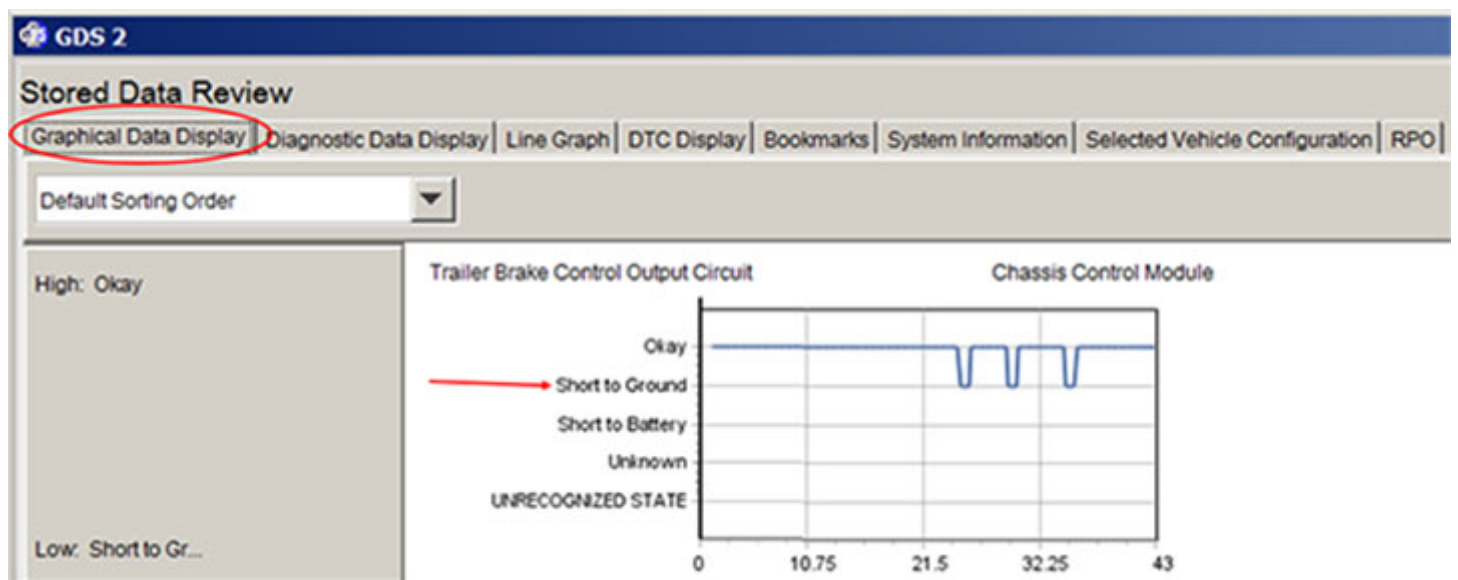 GDS 2
Stored Data Review
Graphical Data Display Diagnostic Data Display Line Graph DTC Display Bookmarks System Information Selected Vehicle Configuration RPO
Default Sorting Order
High: Okay
Trailer Brake Control Output Circuit Chassis Control Module
Okay
Short to Ground
Short to Battery
Unknown
UNRECOGNIZED STATE
Low: Short to Gr...
0 10.75 21.5 32.25 43